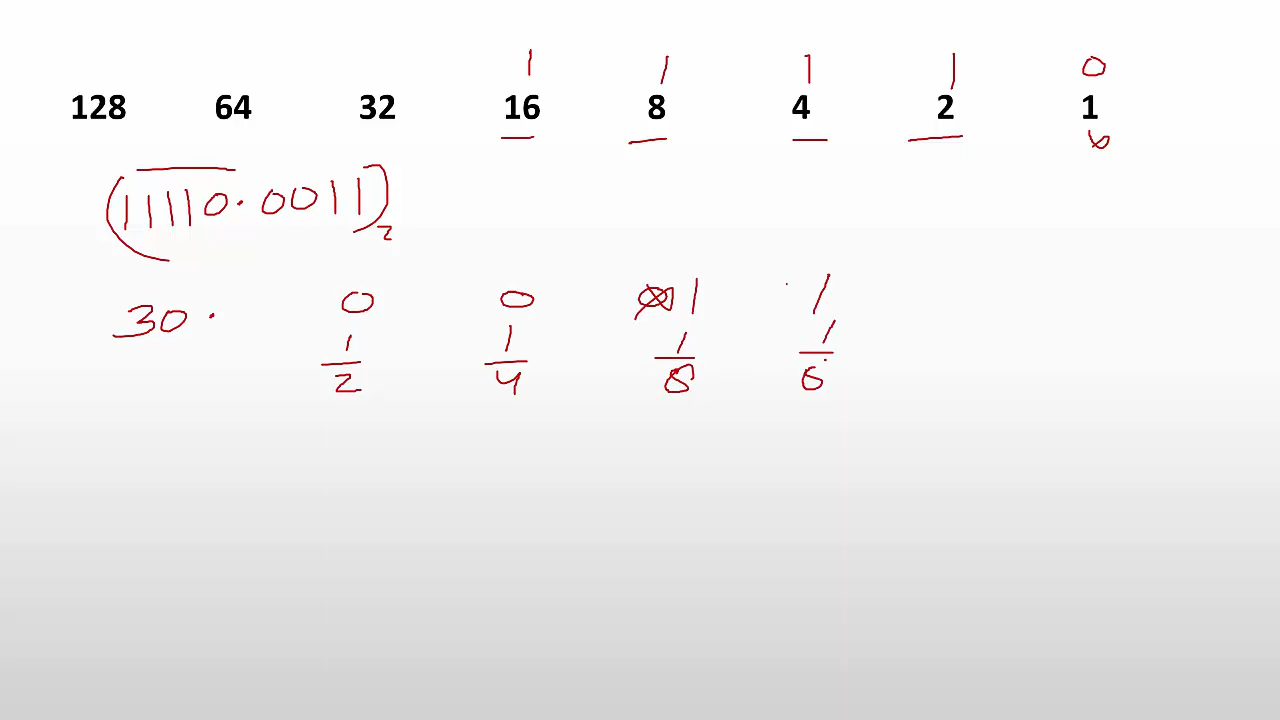 1 1 1 1 0
128 64 32 16 8 4 2 1
(11110.0011)2
0 0 1 1
30. 1/2 1/4 1/8 1/6